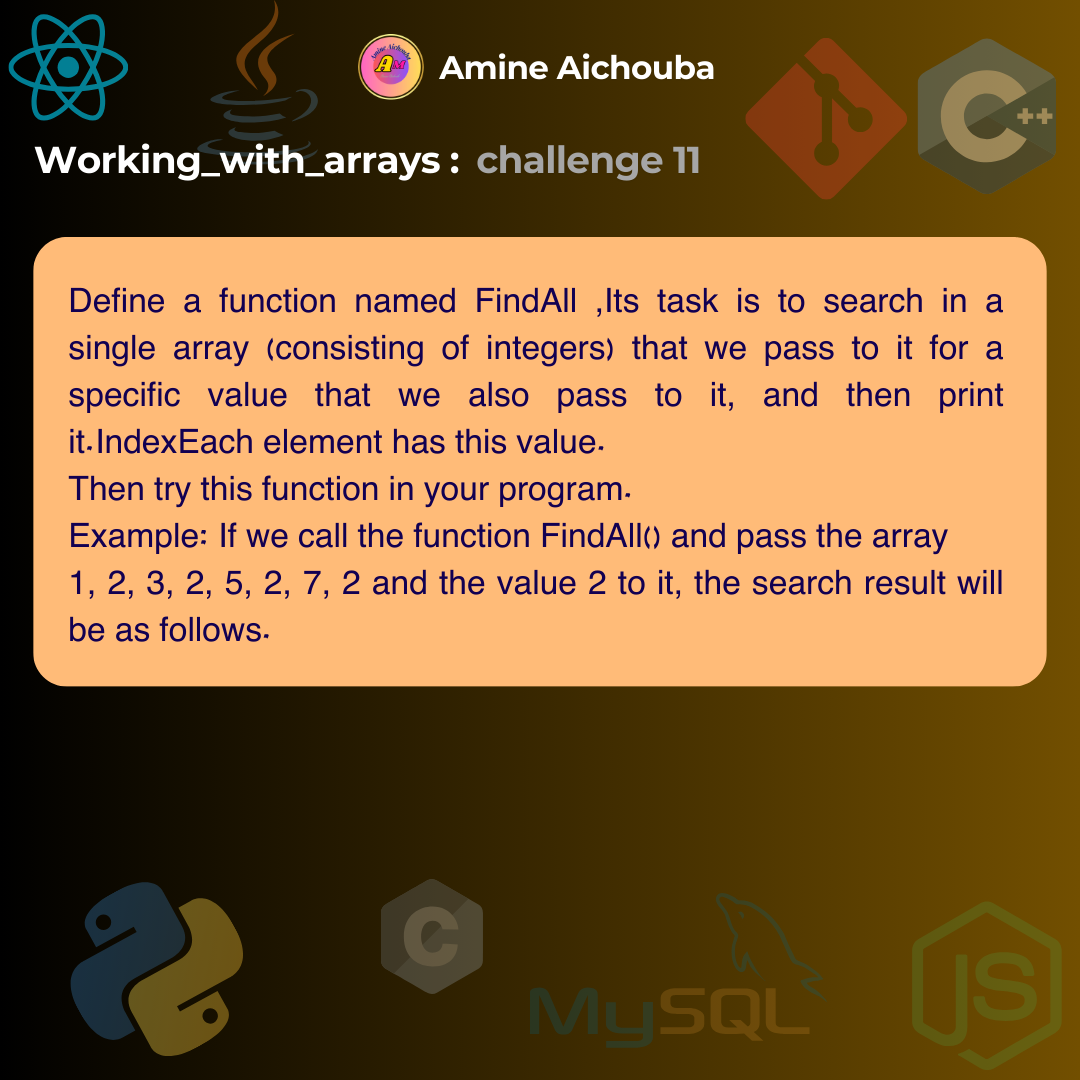 Amine Aichouba
Working_with_arrays : challenge 11
Define a function named FindAll ,Its task is to search in a
single array (consisting of integers) that we pass to it for a
specific value that we also pass to it, and then print
it.IndexEach element has this value.
Then try this function in your program.
Example: If we call the function FindAll() and pass the array
1, 2, 3, 2, 5, 2, 7, 2 and the value 2 to it, the search result will
be as follows.
C++
C
MySQL
JS